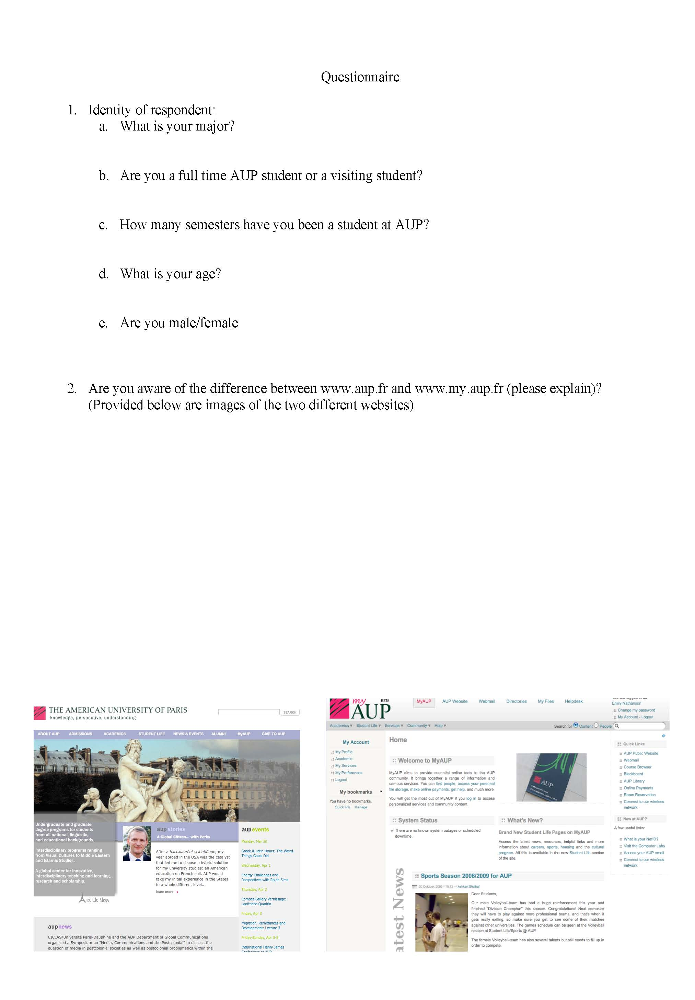 Questionnaire
1. Identity of respondent:
a. What is your major?
b. Are you a full time AUP student or a visiting student?
c. How many semesters have you been a student at AUP?
d. What is your age?
e. Are you male/female
2. Are you aware of the difference between www.aup.fr and www.my.aup.fr (please explain)?
(Provided below are images of the two different websites)
THE AMERICAN UNIVERSITY OF PARIS
knowledge, perspective, understanding
SEARCH
ABOUT AUP ADMISSIONS ACADEMICS STUDENT LIFE NEWS & EVENTS ALUMNI MyAUP GIVE TO AUP
Undergraduate and graduate
degree programs for students
from all national, linguistic,
and educational backgrounds.
Interdisciplinary programs ranging
from Visual Cultures to Middle Eastern
and Islamic Studies.
A global center for innovative,
interdisciplinary teaching and learning,
research and scholarship.
Ask Us Now
aup stories
A Global Citizen... with Perks
After a baccalauréat scientifique, my
year abroad in the USA was the catalyst
that led me to choose a hybrid solution
for my university studies: an American
education on French soil. AUP would
take my initial experience in the States
to a whole different level...
learn more
aupevents
Monday, Mar 30
Greek & Latin Hours: The Weird
Things Gauls Did
Wednesday, Apr 1
Energy Challenges and
Perspectives with Ralph Sims
Thursday, Apr 2
Combes Gallery Vernissage:
Lanfranco Quadrio
Friday, Apr 3
Migration, Remittances and
Development: Lecture 3
Friday-Sunday, Apr 3-5
International Henry James
aupnews
CICLAS/Université Paris-Dauphine and the AUP Department of Global Communications
organized a Symposium on "Media, Communications and the Postcolonial" to discuss the
question of media in postcolonial societies as well as postcolonial problematics within the
my AUP BETA
MyAUP AUP Website Webmail Directories My Files Helpdesk
You are logged in as
Emily Nathanson
Change my password
My Account - Logout
Academics Student Life Services Community Help
Search for Content People
My Account
My Profile
Academic
My Services
My Preferences
Logout
My bookmarks
You have no bookmarks.
Quick link Manage
Home
Welcome to MyAUP
MyAUP aims to provide essential online tools to the AUP
community. It brings together a range of information and
campus services. You can find people, access your personal
file storage, make online payments, get help, and much more.
You will get the most out of MyAUP if you log in to access
personalized services and community content.
AUP
System Status
There are no known system outages or scheduled
downtime.
What's New?
Brand New Student Life Pages on MyAUP
Access the latest news, resources, helpful links and more
information about careers, sports, housing and the cultural
program. All this is available in the new Student Life section
of the site.
atest News
Sports Season 2008/2009 for AUP
30 October, 2008 - 19:12 — Ashkan Shalbaf
Dear Students,
Our male Volleyball-team has had a huge reinforcement this year and
finished "Division Champion" this season. Congratulations! Next semester
they will have to play against more professional teams, and that's when it
gets really exiting, so make sure you get to see some of their matches
against other universities. The games schedule can be seen at the Volleyball
section at Student Life/Sports @ AUP.
The female Volleyball-team has also several talents but still needs to fill up in
order to compete.
Quick Links
AUP Public Website
Webmail
Course Browser
Blackboard
AUP Library
Online Payments
Room Reservation
Connect to our wireless
network
New at AUP?
A few useful links:
What is your NetID?
Visit the Computer Labs
Access your AUP email
Connect to our wireless
network